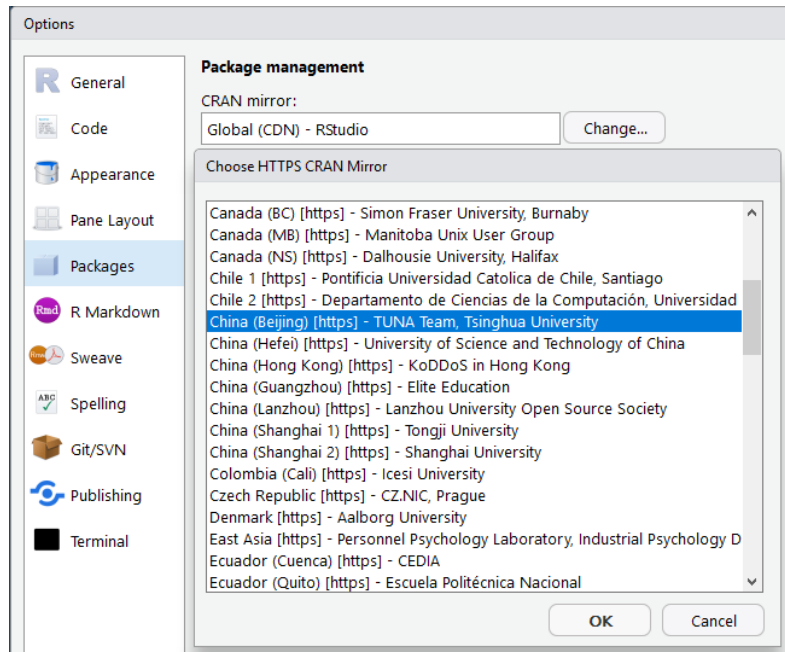 Options
General
Code
Appearance
Pane Layout
Packages
Rmd R Markdown
Sweave
ABC Spelling
Git/SVN
Publishing
Terminal
Package management
CRAN mirror:
Global (CDN) - RStudio Change...
Choose HTTPS CRAN Mirror
Canada (BC) [https] - Simon Fraser University, Burnaby
Canada (MB) [https] - Manitoba Unix User Group
Canada (NS) [https] - Dalhousie University, Halifax
Chile 1 [https] - Pontificia Universidad Catolica de Chile, Santiago
Chile 2 [https] - Departamento de Ciencias de la Computación, Universidad
China (Beijing) [https] - TUNA Team, Tsinghua University
China (Hefei) [https] - University of Science and Technology of China
China (Hong Kong) [https] - KoDDoS in Hong Kong
China (Guangzhou) [https] - Elite Education
China (Lanzhou) [https] - Lanzhou University Open Source Society
China (Shanghai 1) [https] - Tongji University
China (Shanghai 2) [https] - Shanghai University
Colombia (Cali) [https] - Icesi University
Czech Republic [https] - CZ.NIC, Prague
Denmark [https] - Aalborg University
East Asia [https] - Personnel Psychology Laboratory, Industrial Psychology D
Ecuador (Cuenca) [https] - CEDIA
Ecuador (Quito) [https] - Escuela Politécnica Nacional
OK Cancel